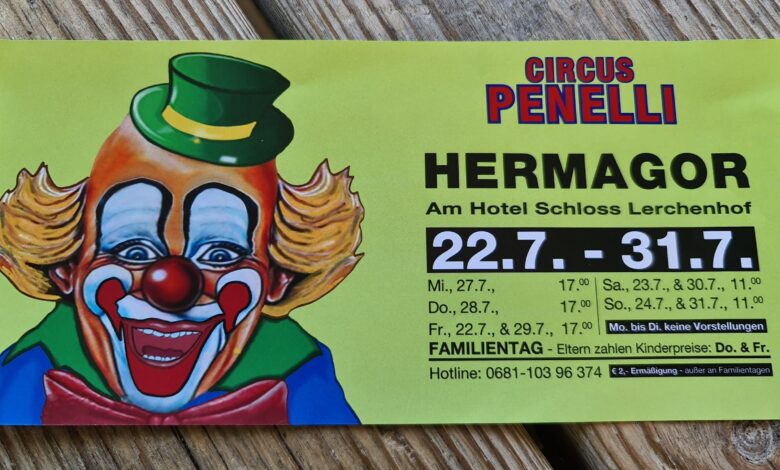 CIRCUS
PENELLI
HERMAGOR
Am Hotel Schloss Lerchenhof
22.7. - 31.7.
Mi., 27.7., 17.00
Do., 28.7., 17.00
Fr., 22.7., & 29.7., 17.00
Sa., 23.7., & 30.7., 11.00
So., 24.7., & 31.7., 11.00
Mo. bis Di. keine Vorstellungen
FAMILIENTAG - Eltern zahlen Kinderpreise: Do. & Fr.
Hotline: 0681-103 96 374
€ 2,- Ermäßigung - außer an Familientagen